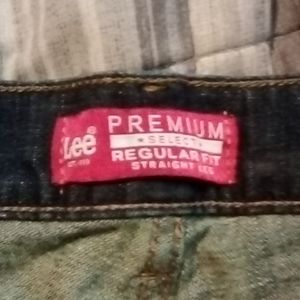 Lee®
PREMIUM
★ SELECT ★
REGULAR FIT
STRAIGHT LEG